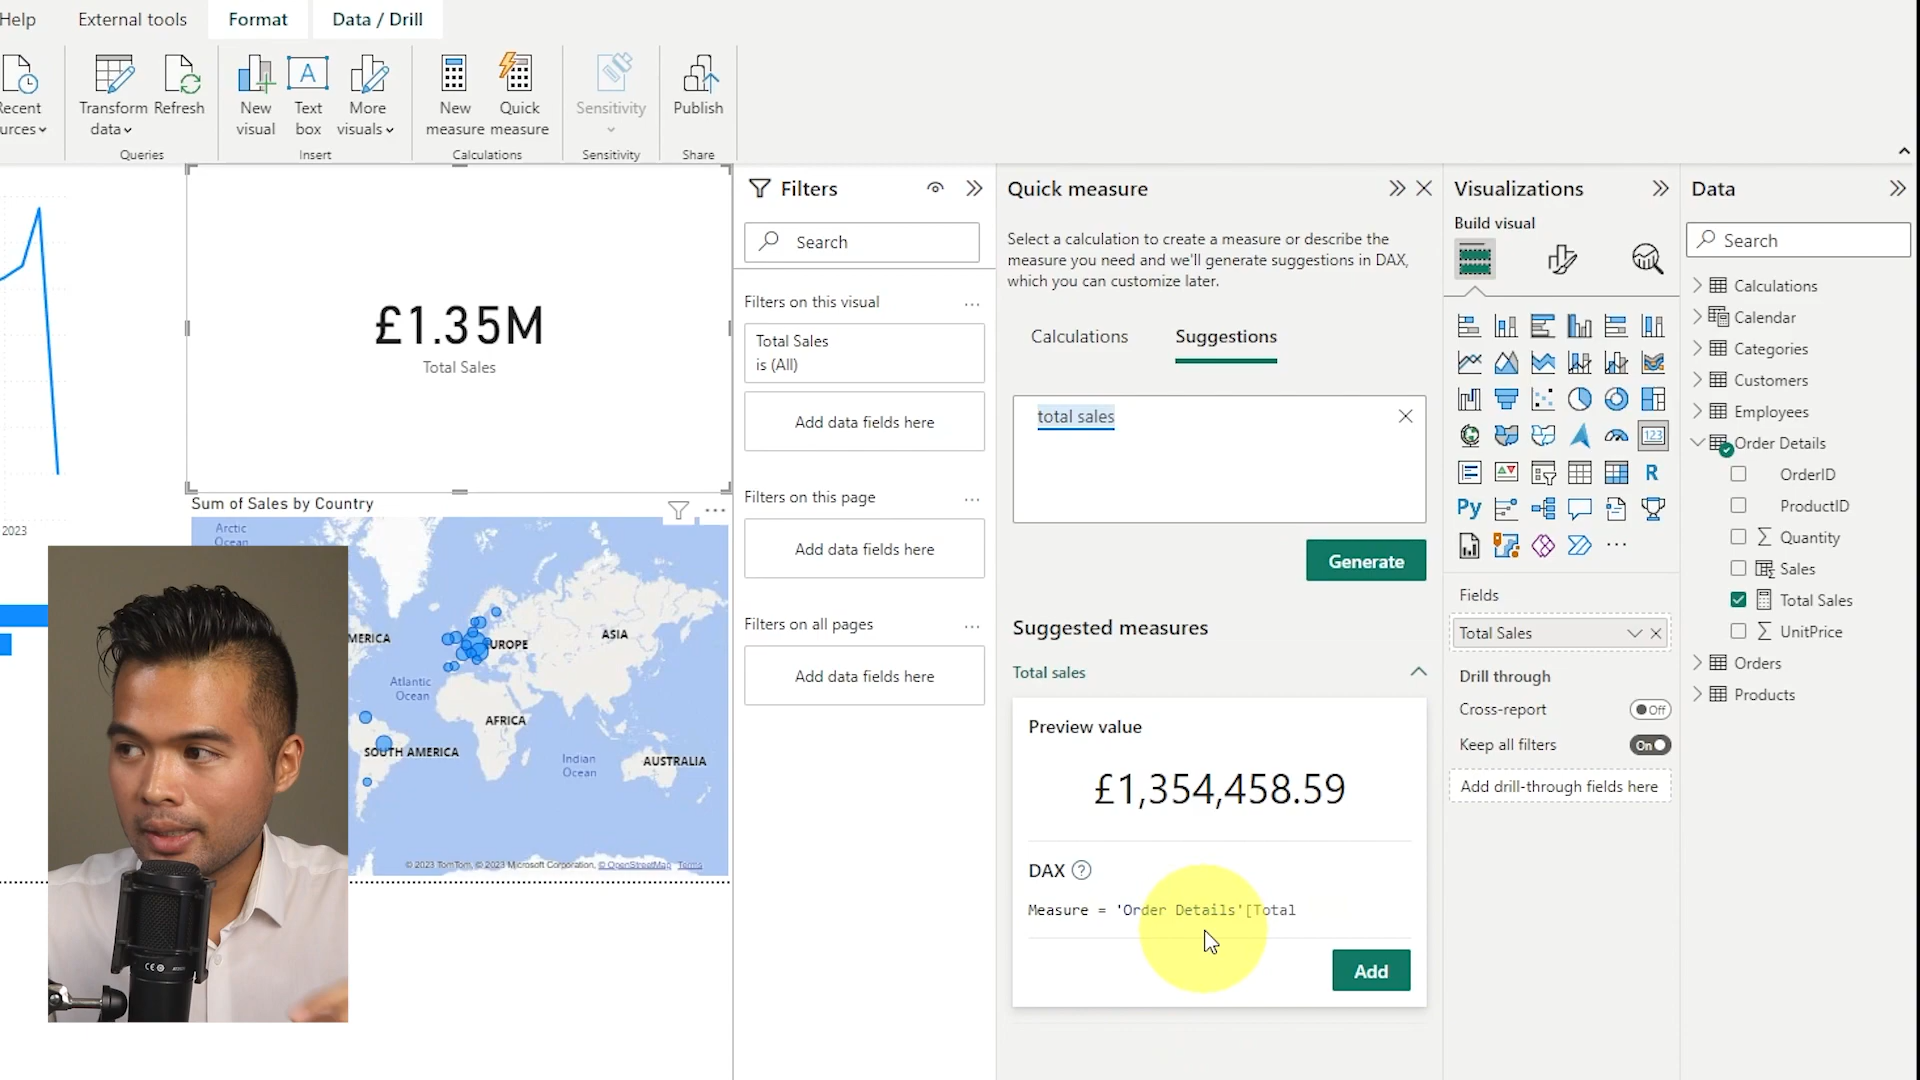 Help
External tools
Format
Data / Drill
Recent
Transform
data
Refresh
New
visual
Text
box
More
visuals
New
measure
Quick
measure
Sensitivity
Publish
Queries
Insert
Calculations
Sensitivity
Share
2023
£1.35M
Total Sales
Sum of Sales by Country
Arctic
Ocean
MERICA
UROPE
ASIA
Atlantic
Ocean
AFRICA
SOUTH AMERICA
Indian
Ocean
AUSTRALIA
© 2023 TomTom, © 2023 Microsoft Corporation, © OpenStreetMap Terms
Filters
Search
Filters on this visual
...
Total Sales
is (All)
Add data fields here
Filters on this page
...
Add data fields here
Filters on all pages
...
Add data fields here
Quick measure
Select a calculation to create a measure or describe the
measure you need and we'll generate suggestions in DAX,
which you can customize later.
Calculations
Suggestions
total sales
Generate
Suggested measures
Total sales
Preview value
£1,354,458.59
DAX ?
Measure = 'Order Details'[Total
Add
Visualizations
Build visual
123
R
Py
...
Fields
Total Sales
Drill through
Cross-report
Off
Keep all filters
On
Add drill-through fields here
Data
Search
Calculations
Calendar
Categories
Customers
Employees
Order Details
OrderID
ProductID
Quantity
Sales
Total Sales
UnitPrice
Orders
Products